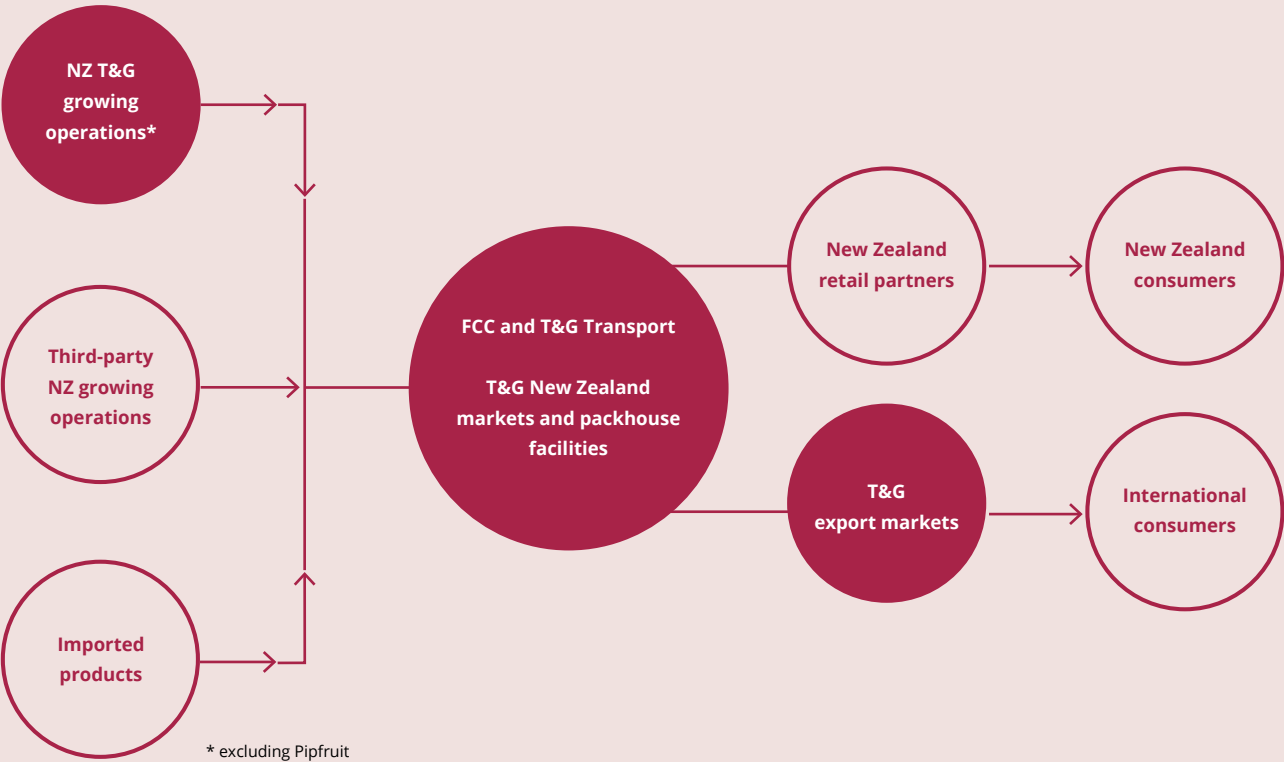 NZ T&G
growing
operations*
Third-party
NZ growing
operations
Imported
products
* excluding Pipfruit
FCC and T&G Transport
T&G New Zealand
markets and packhouse
facilities
New Zealand
retail partners
New Zealand
consumers
T&G
export markets
International
consumers